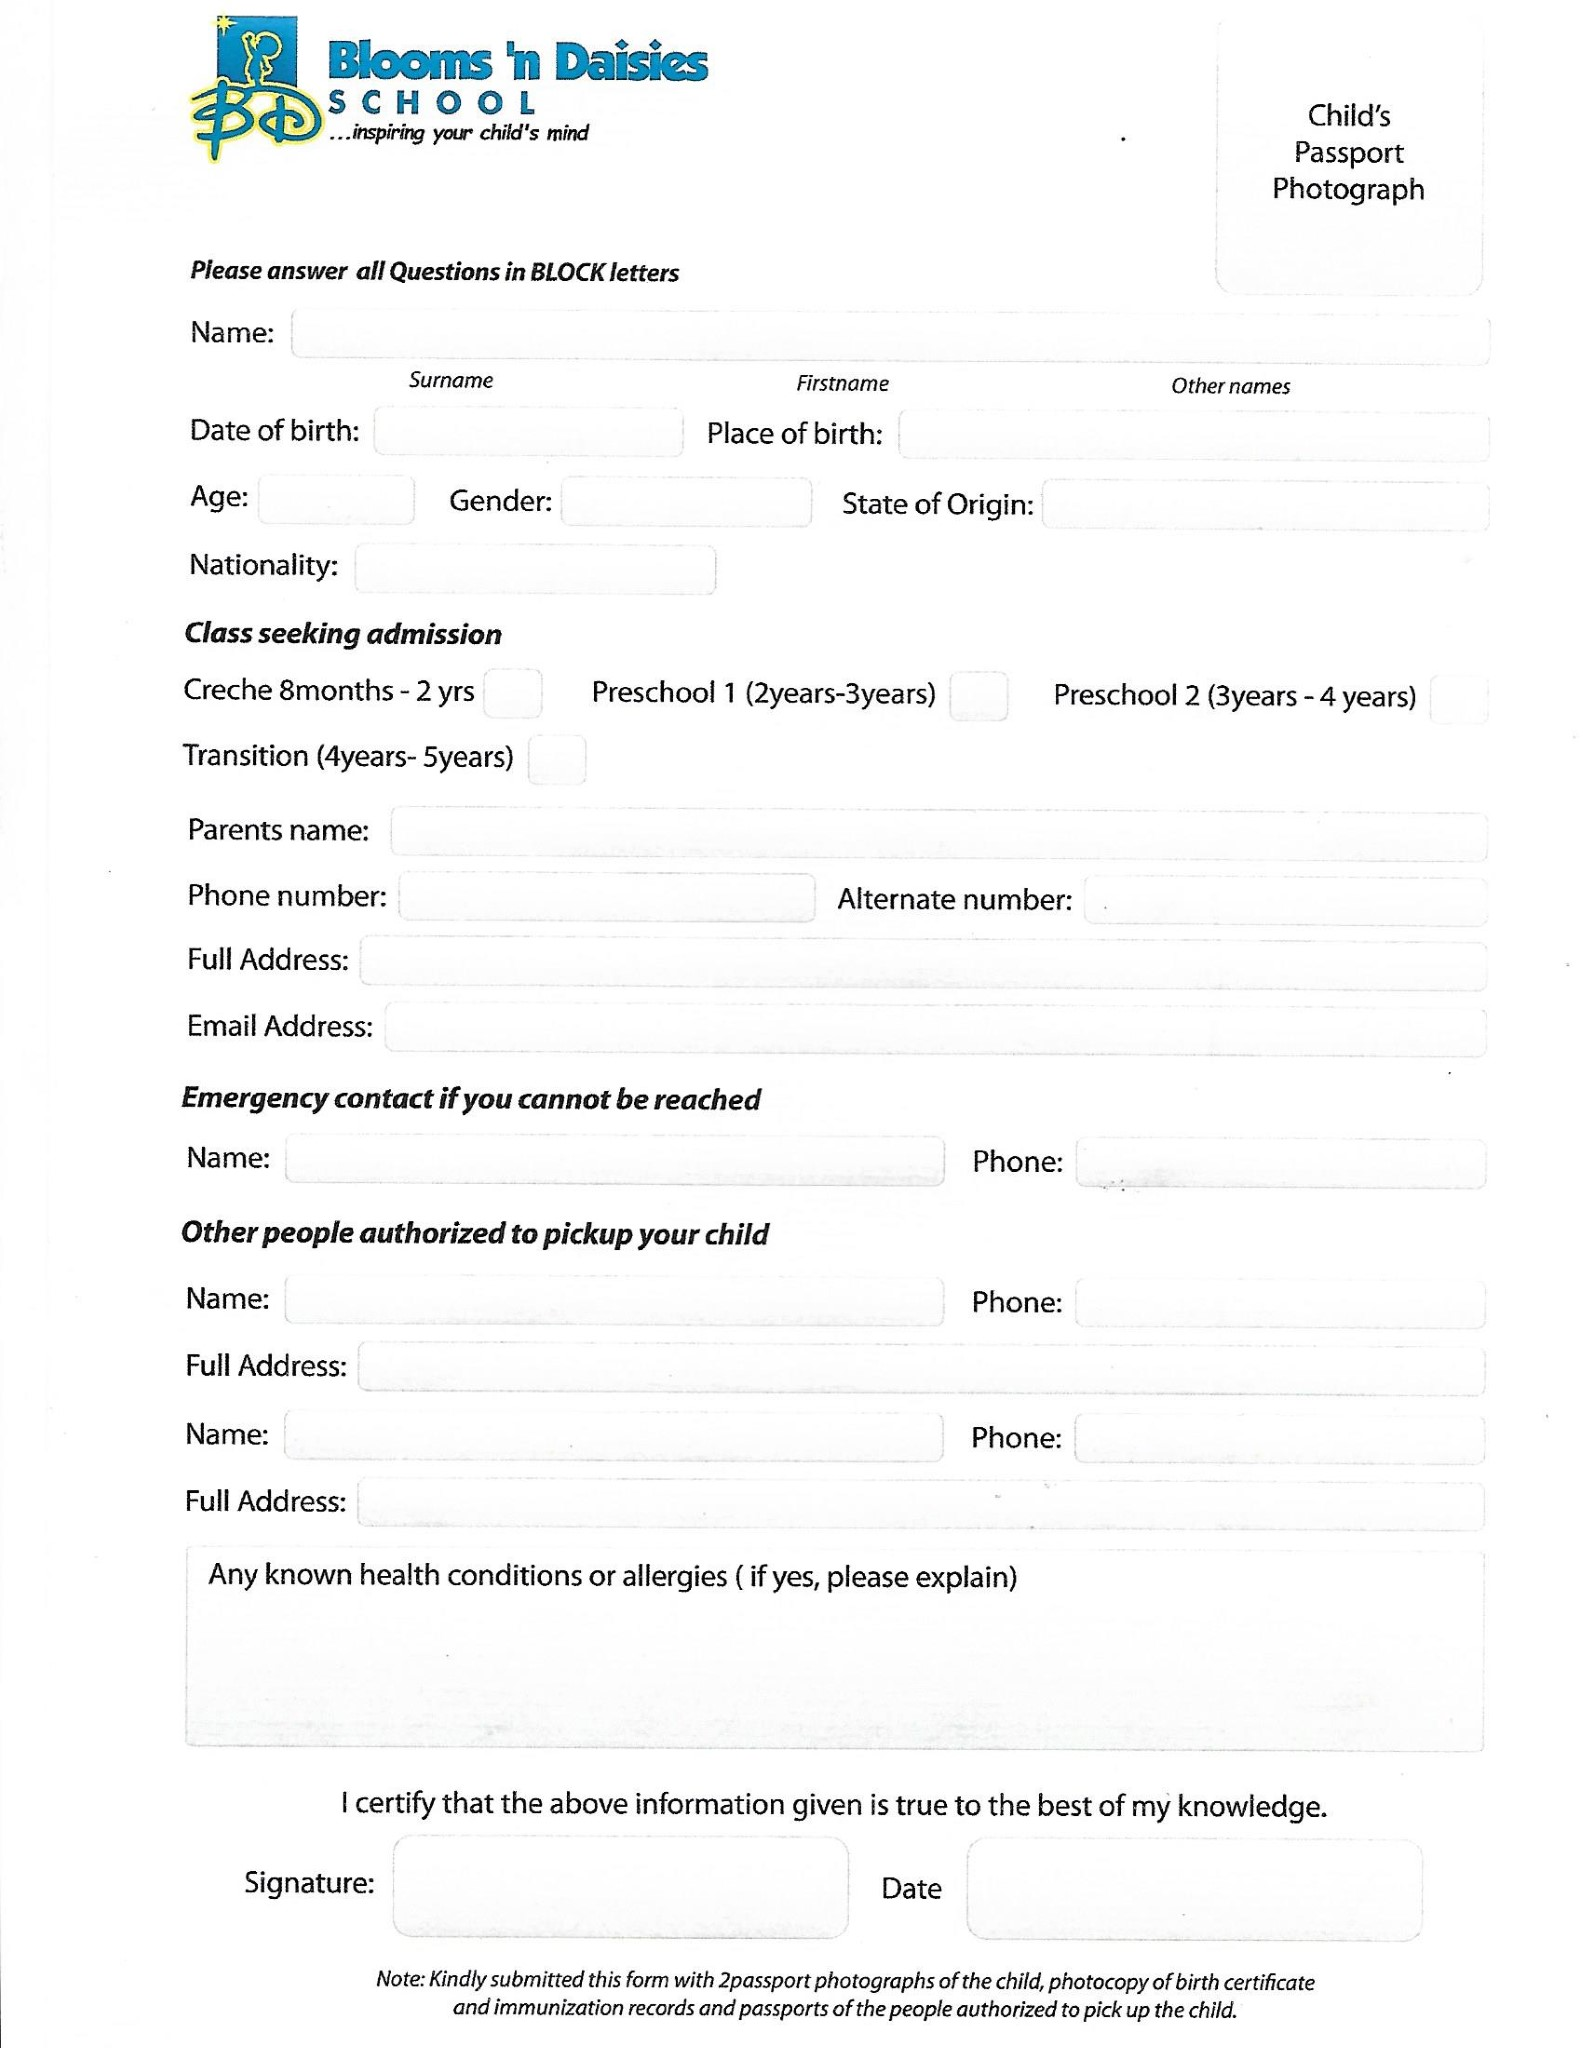 BD
Blooms 'n Daisies
SCHOOL
...inspiring your child's mind
Child's
Passport
Photograph
Please answer all Questions in BLOCK letters
Name:
Surname Firstname Other names
Date of birth: Place of birth:
Age: Gender: State of Origin:
Nationality:
Class seeking admission
Creche 8months - 2 yrs Preschool 1 (2years-3years) Preschool 2 (3years - 4 years)
Transition (4years- 5years)
Parents name:
Phone number: Alternate number:
Full Address:
Email Address:
Emergency contact if you cannot be reached
Name: Phone:
Other people authorized to pickup your child
Name: Phone:
Full Address:
Name: Phone:
Full Address:
Any known health conditions or allergies ( if yes, please explain)
I certify that the above information given is true to the best of my knowledge.
Signature: Date
Note: Kindly submitted this form with 2passport photographs of the child, photocopy of birth certificate
and immunization records and passports of the people authorized to pick up the child.